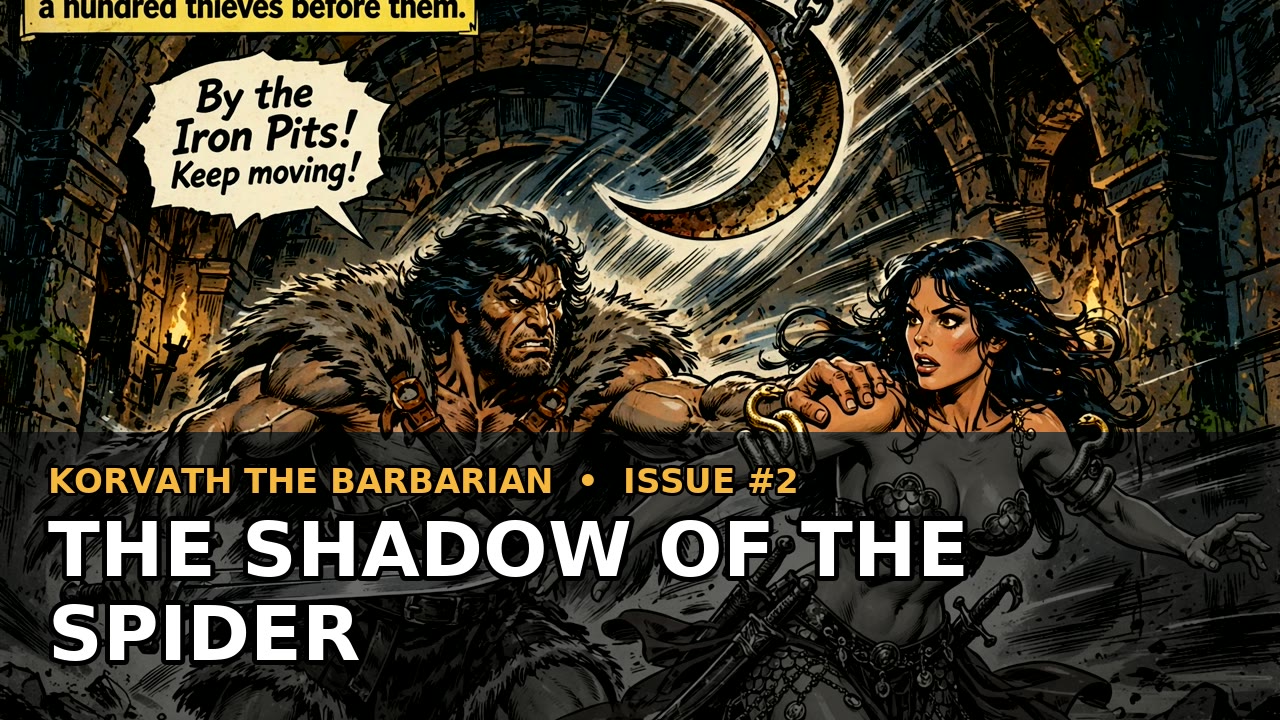 a hundred thieves before them.
By the
Iron Pits!
Keep moving!
KORVATH THE BARBARIAN • ISSUE #2
THE SHADOW OF THE
SPIDER